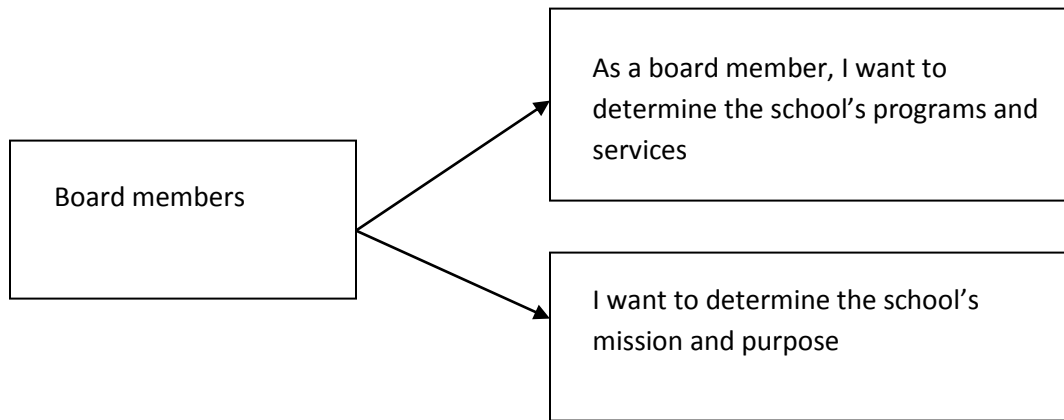 Board members
As a board member, I want to
determine the school’s programs and
services
I want to determine the school’s
mission and purpose